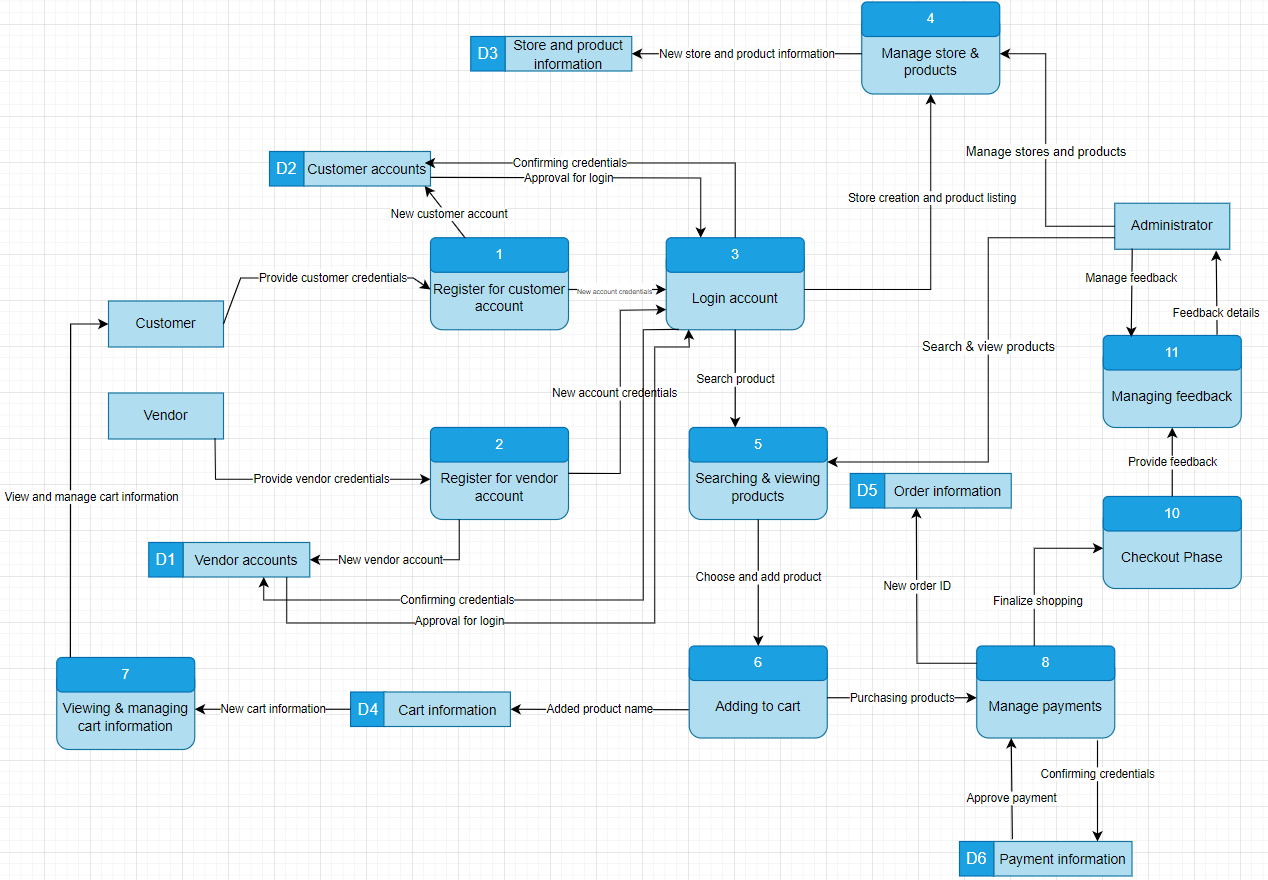 4
D3
Store and product
information
New store and product information
Manage store &
products
Manage stores and products
D2
Customer accounts
Confirming credentials
Approval for login
Store creation and product listing
New customer account
Administrator
1
3
Provide customer credentials
Register for customer
account
New account credentials
Login account
Manage feedback
Feedback details
Customer
Search & view products
11
Search product
Managing feedback
New account credentials
Vendor
2
5
Provide feedback
Provide vendor credentials
Register for vendor
account
Searching & viewing
products
D5
Order information
View and manage cart information
10
D1
Vendor accounts
New vendor account
Checkout Phase
Choose and add product
New order ID
Confirming credentials
Finalize shopping
Approval for login
7
6
8
Viewing & managing
cart information
New cart information
D4
Cart information
Added product name
Adding to cart
Purchasing products
Manage payments
Confirming credentials
Approve payment
D6
Payment information